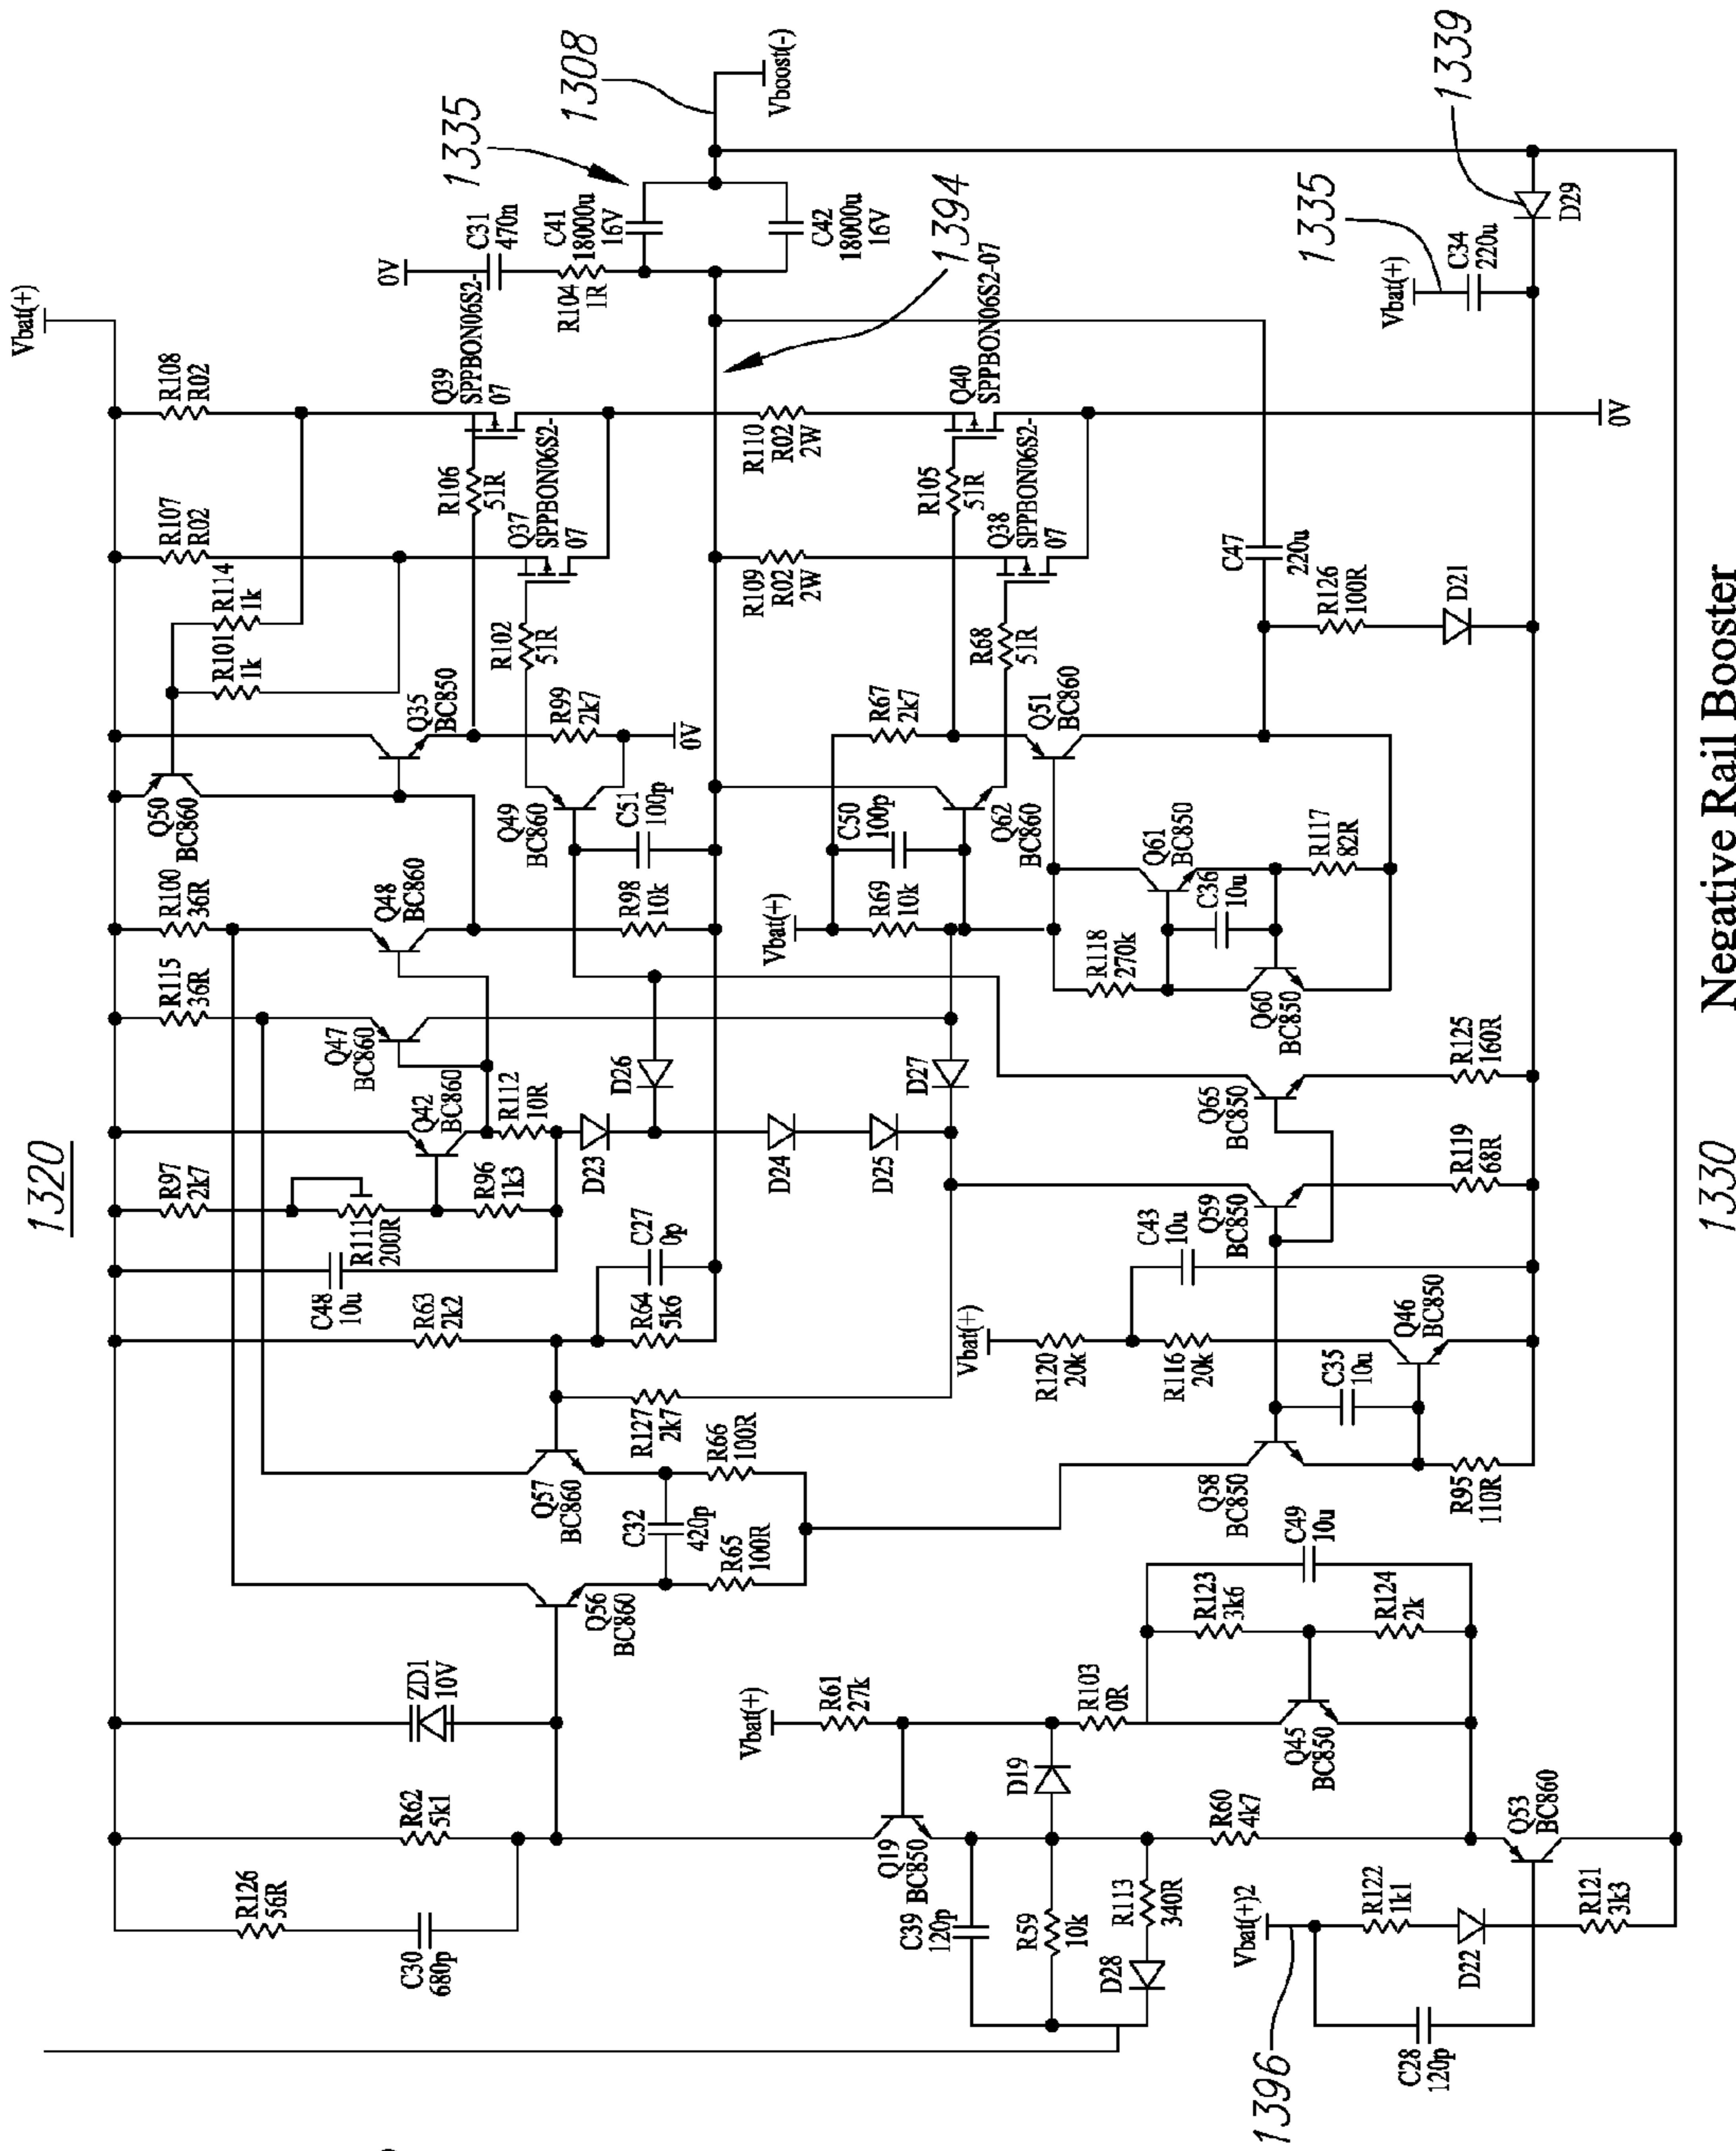 1320
Vbat(+)
R108
R02
R107
R02
R114
1k
R101
1k
Q50
BC860
R100
36R
R115
36R
Q48
BC860
Q47
BC860
Q42
BC860
R97
2k7
R111
200R
R96
1k3
R112
10R
C48
10u
R63
2k2
ZD1
10V
R62
5k1
R126
56R
C30
680p
Q35
BC850
R106
51R
Q39
SPPBON06S2-
07
Q37
SPPBON06S2-
07
R102
51R
R99
2k7
0V
Q49
BC860
C51
100p
R98
10k
D26
D23
D24
D25
D27
C27
0p
R64
5k6
R127
2k7
Q57
BC860
Q56
BC860
C32
420p
R66
100R
R65
100R
0V
C31
470n
R104
1R
C41
18000u
16V
C42
18000u
16V
1335
1308
Vboost(-)
1394
R110
R02
2W
R109
R02
2W
Q40
SPPBON06S2-07
R105
51R
Q38
SPPBON06S2-
07
R68
51R
R67
2k7
Q51
BC860
C50
100p
Q62
BC860
Vbat(+)
R69
10k
Q61
BC850
C36
10u
R117
82R
R118
270k
Q60
BC850
C47
220u
R126
100R
D21
0V
Vbat(+)
1335
C34
220u
D29
1339
Q65
BC850
R125
160R
Q59
BC850
R119
68R
C43
10u
Vbat(+)
R120
20k
R116
20k
Q46
BC850
C35
10u
Q58
BC850
R95
110R
C49
10u
R123
3k6
R124
2k
Vbat(+)
R61
27k
R103
0R
Q45
BC850
D19
Q19
BC850
C39
120p
R59
10k
R113
340R
D28
R60
4k7
Q53
BC860
Vbat(+)2
R122
1k1
D22
R121
3k3
C28
120p
1396
1330
Negative Rail Booster